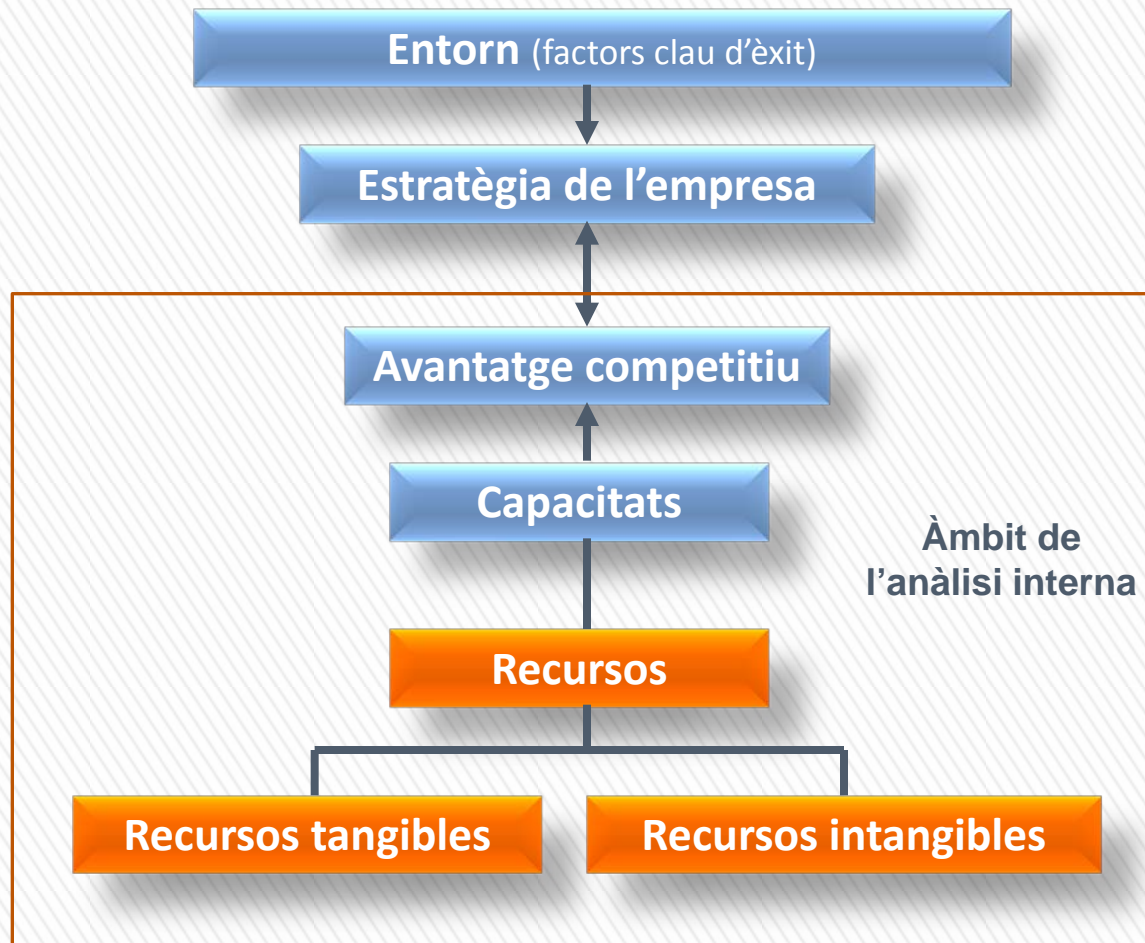 Entorn (factors clau d’èxit)
Estratègia de l’empresa
Avantatge competitiu
Capacitats
Àmbit de
l’anàlisi interna
Recursos
Recursos tangibles
Recursos intangibles